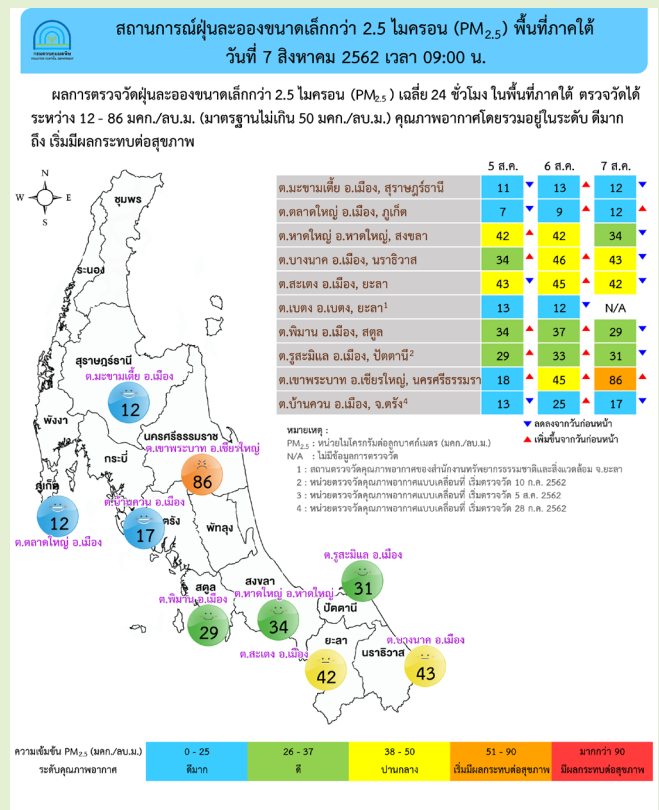 สถานการณ์ฝุ่นละอองขนาดเล็กกว่า 2.5 ไมครอน (PM2.5) พื้นที่ภาคใต้
วันที่ 7 สิงหาคม 2562 เวลา 09:00 น.
กรมควบคุมมลพิษ
ผลการตรวจวัดฝุ่นละอองขนาดเล็กกว่า 2.5 ไมครอน (PM2.5) เฉลี่ย 24 ชั่วโมง ในพื้นที่ภาคใต้ ตรวจวัดได้
ระหว่าง 12 - 86 มคก./ลบ.ม. (มาตรฐานไม่เกิน 50 มคก./ลบ.ม.) คุณภาพอากาศโดยรวมอยู่ในระดับ ดีมาก
ถึง เริ่มมีผลกระทบต่อสุขภาพ
5 ส.ค. 6 ส.ค. 7 ส.ค.
ต.มะขามเตี้ย อ.เมือง, สุราษฎร์ธานี 11 13 12
ต.ตลาดใหญ่ อ.เมือง, ภูเก็ต 7 9 12
ต.หาดใหญ่ อ.หาดใหญ่, สงขลา 42 42 34
ต.บางนาค อ.เมือง, นราธิวาส 34 46 43
ต.สะเตง อ.เมือง, ยะลา 43 45 42
ต.เบตง อ.เบตง, ยะลา1 13 12 N/A
ต.พิมาน อ.เมือง, สตูล 34 37 29
ต.รูสะมิแล อ.เมือง, ปัตตานี2 29 33 31
ต.เขาพระบาท อ.เชียรใหญ่, นครศรีธรรมรา 18 45 86
ต.บ้านควน อ.เมือง, จ.ตรัง4 13 25 17
หมายเหตุ :
PM2.5 : หน่วยไมโครกรัมต่อลูกบาศก์เมตร (มคก./ลบ.ม.)
N/A : ไม่มีข้อมูลการตรวจวัด
1 : สถานตรวจวัดคุณภาพอากาศของสำนักงานทรัพยากรธรรมชาติและสิ่งแวดล้อม จ.ยะลา
2 : หน่วยตรวจวัดคุณภาพอากาศแบบเคลื่อนที่ เริ่มตรวจวัด 10 ก.ค. 2562
3 : หน่วยตรวจวัดคุณภาพอากาศแบบเคลื่อนที่ เริ่มตรวจวัด 5 ส.ค. 2562
4 : หน่วยตรวจวัดคุณภาพอากาศแบบเคลื่อนที่ เริ่มตรวจวัด 28 ก.ค. 2562
ลดลงจากวันก่อนหน้า
เพิ่มขึ้นจากวันก่อนหน้า
N
W E
S
ชุมพร
ระนอง
สุราษฎร์ธานี
ต.มะขามเตี้ย อ.เมือง
12
พังงา
นครศรีธรรมราช
ต.เขาพระบาท อ.เชียรใหญ่
86
กระบี่
ภูเก็ต
12
ต.ตลาดใหญ่ อ.เมือง
ต.บ้านควน อ.เมือง
17
ตรัง
พัทลุง
ต.รูสะมิแล อ.เมือง
31
ปัตตานี
สตูล
ต.พิมาน อ.เมือง
29
สงขลา
ต.หาดใหญ่ อ.หาดใหญ่
34
ต.สะเตง อ.เมือง
ยะลา
42
ต.บางนาค อ.เมือง
นราธิวาส
43
ความเข้มข้น PM2.5 (มคก./ลบ.ม.) 0 - 25 26 - 37 38 - 50 51 - 90 มากกว่า 90
ระดับคุณภาพอากาศ ดีมาก ดี ปานกลาง เริ่มมีผลกระทบต่อสุขภาพ มีผลกระทบต่อสุขภาพ